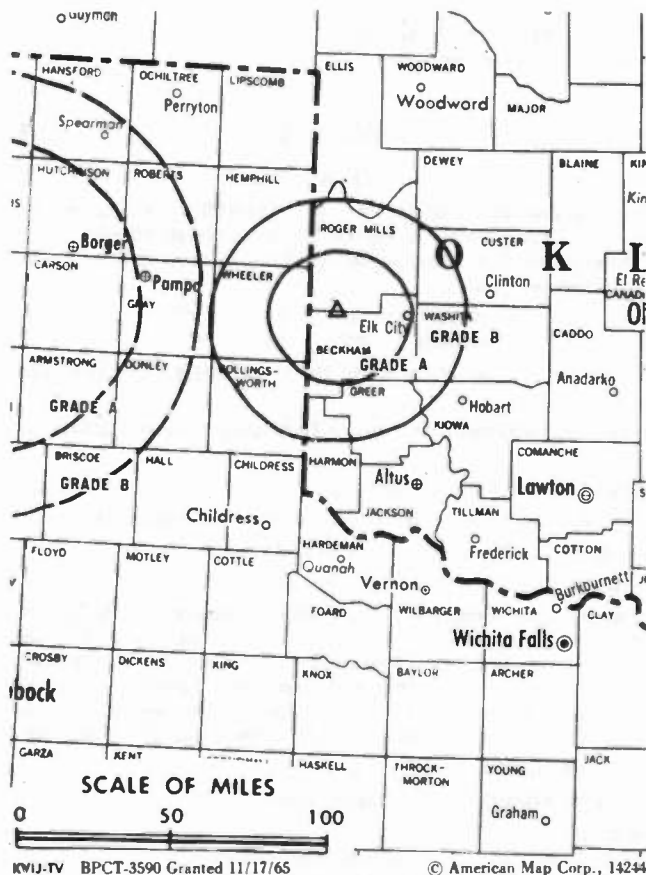 Guymon
HANSFORD
OCHILTREE
LIPSCOMB
ELLIS
WOODWARD
Perryton
Woodward
MAJOR
Spearman
DEWEY
BLAINE
HUTCHINSON
ROBERTS
HEMPHILL
ROGER MILLS
CUSTER
Borger
O K L
CARSON
Pampa
WHEELER
Clinton
El Re
GRAY
Elk City
WASHITA
GRADE B
CADDO
BECKHAM
GRADE A
ARMSTRONG
DONLEY
COLLINGS-
WORTH
GREER
Anadarko
GRADE A
Hobart
KIOWA
BRISCOE
HALL
CHILDRESS
HARMON
COMANCHE
GRADE B
Altus
Lawton
Childress
JACKSON
TILLMAN
HARDEMAN
Frederick
COTTON
FLOYD
MOTLEY
COTTLE
Quanah
Vernon
Burkburnett
FOARD
WILBARGER
WICHITA
CLAY
Wichita Falls
CROSBY
DICKENS
KING
KNOX
BAYLOR
ARCHER
bock
GARZA
KENT
HASKELL
THROCK-
MORTON
YOUNG
JACK
SCALE OF MILES
0 50 100
Graham
KWIJ-TV BPCT-3590 Granted 11/17/65
© American Map Corp., 14244